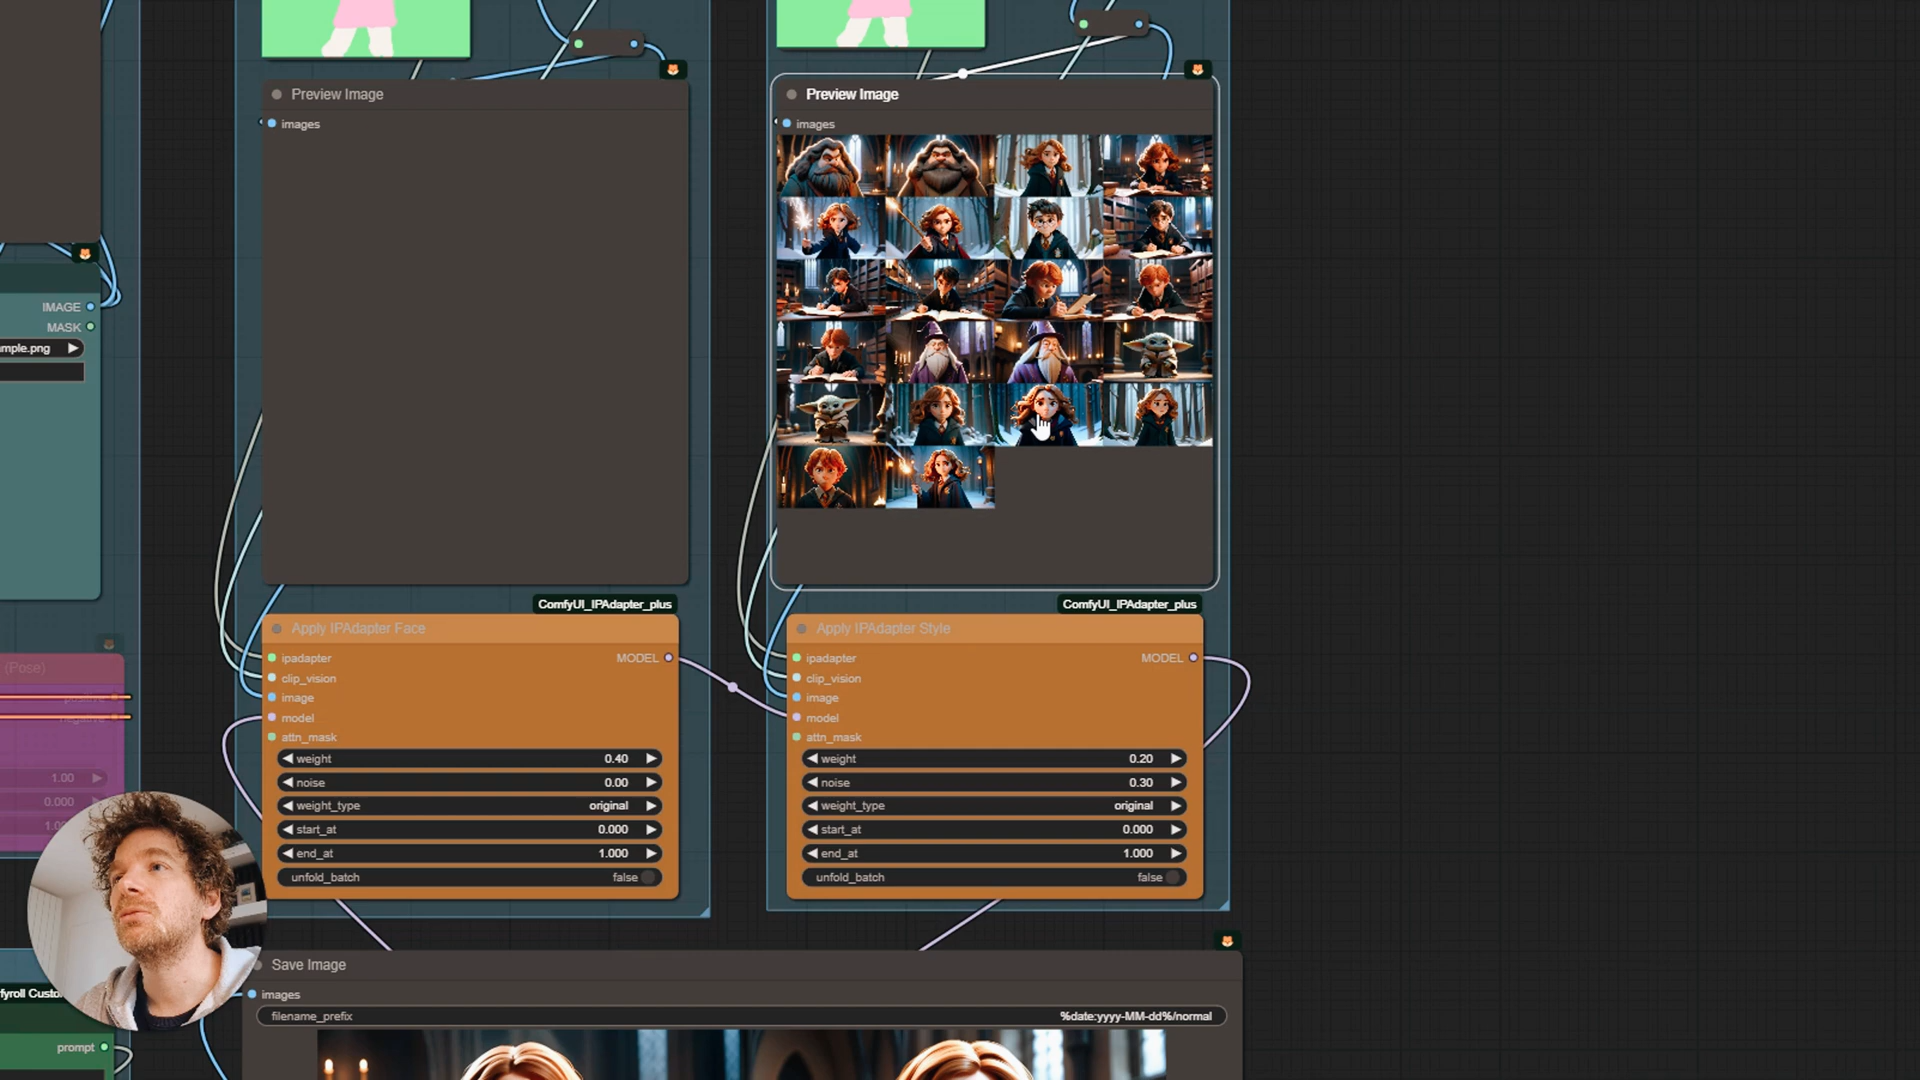 Preview Image
images
Preview Image
images
IMAGE
MASK
mple.png
ComfyUI_IPAdapter_plus
Apply IPAdapter Face
ipadapter
MODEL
clip_vision
image
model
attn_mask
weight 0.40
noise 0.00
weight_type original
start_at 0.000
end_at 1.000
unfold_batch false
ComfyUI_IPAdapter_plus
Apply IPAdapter Style
ipadapter
MODEL
clip_vision
image
model
attn_mask
weight 0.20
noise 0.30
weight_type original
start_at 0.000
end_at 1.000
unfold_batch false
(Pose)
positive
negative
1.00
0.000
Save Image
images
filename_prefix %date:yyyy-MM-dd%/normal
fyroll Custo
prompt